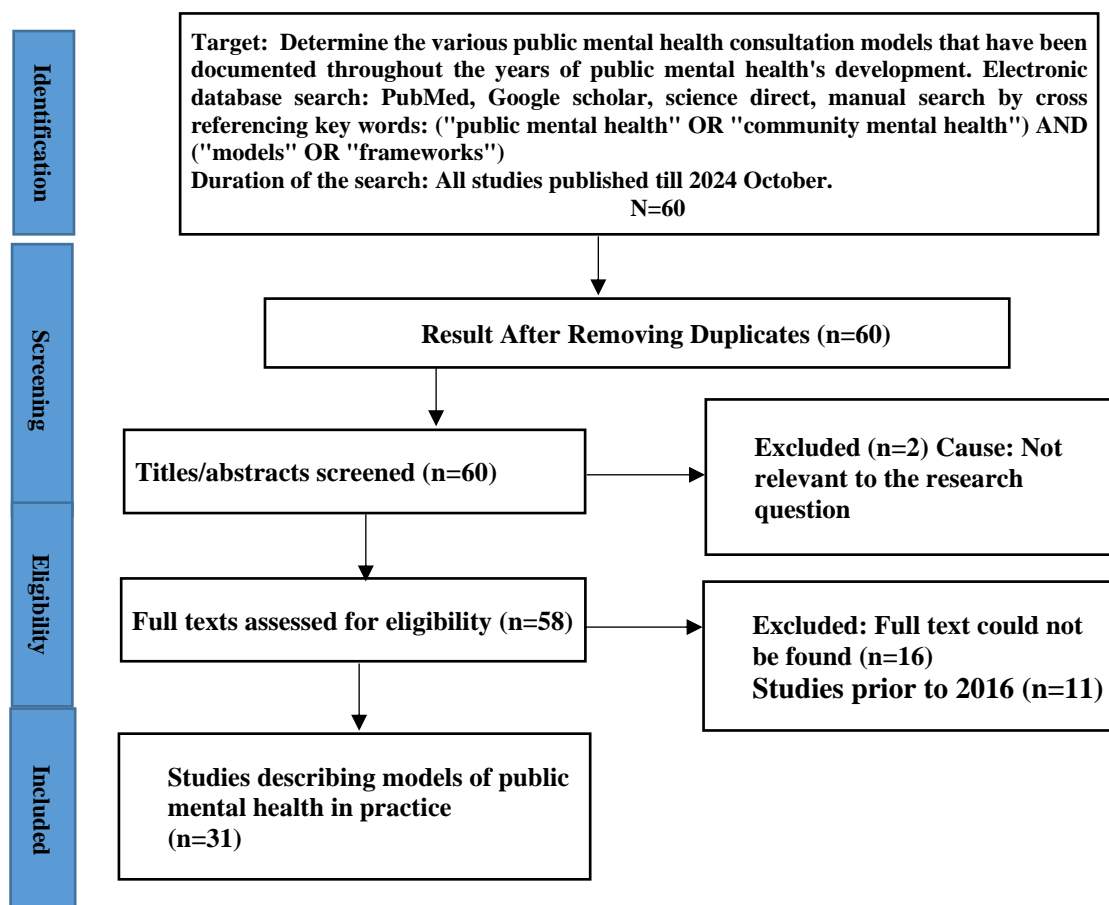 Identification
Target: Determine the various public mental health consultation models that have been
documented throughout the years of public mental health's development. Electronic
database search: PubMed, Google scholar, science direct, manual search by cross
referencing key words: ("public mental health" OR "community mental health") AND
("models" OR "frameworks")
Duration of the search: All studies published till 2024 October.
N=60
Screening
Result After Removing Duplicates (n=60)
Titles/abstracts screened (n=60)
Excluded (n=2) Cause: Not
relevant to the research
question
Eligibility
Full texts assessed for eligibility (n=58)
Excluded: Full text could not
be found (n=16)
Studies prior to 2016 (n=11)
Included
Studies describing models of public
mental health in practice
(n=31)